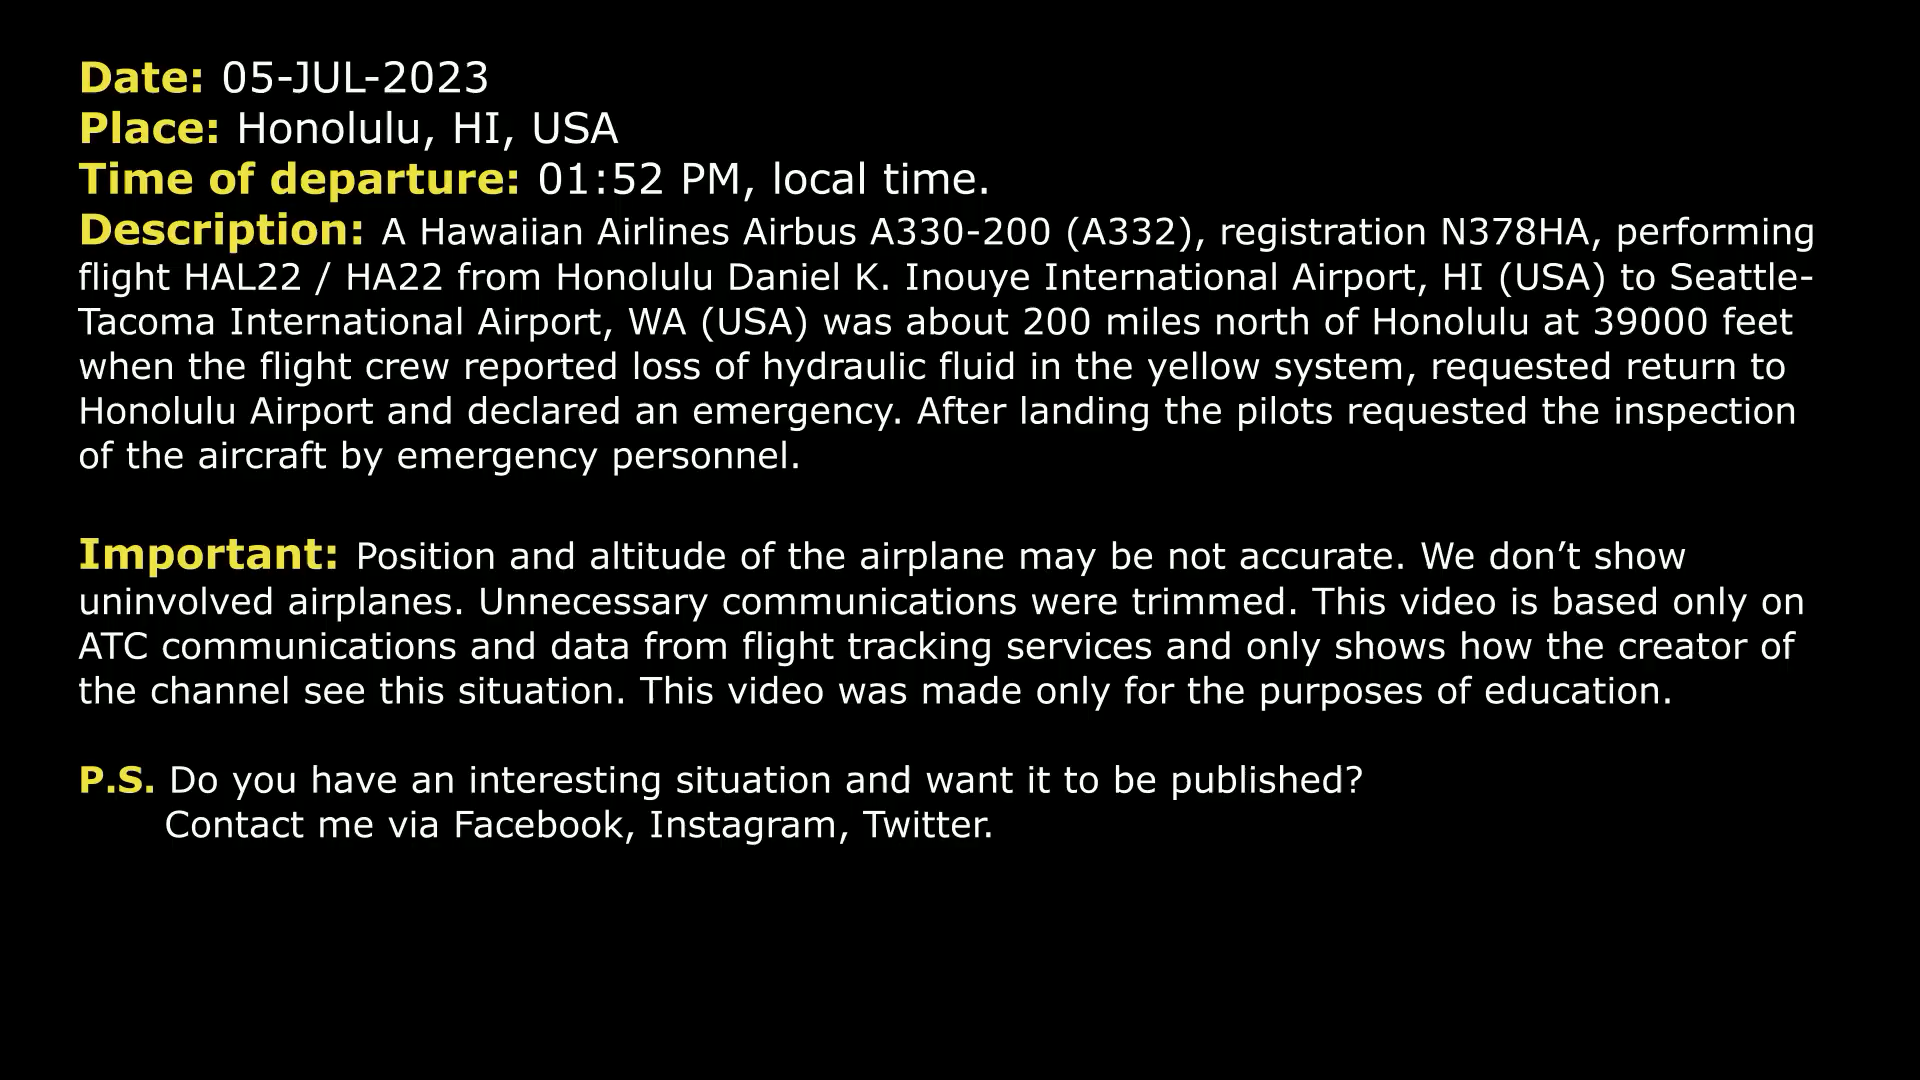 Date: 05-JUL-2023
Place: Honolulu, HI, USA
Time of departure: 01:52 PM, local time.
Description: A Hawaiian Airlines Airbus A330-200 (A332), registration N378HA, performing
flight HAL22 / HA22 from Honolulu Daniel K. Inouye International Airport, HI (USA) to Seattle-
Tacoma International Airport, WA (USA) was about 200 miles north of Honolulu at 39000 feet
when the flight crew reported loss of hydraulic fluid in the yellow system, requested return to
Honolulu Airport and declared an emergency. After landing the pilots requested the inspection
of the aircraft by emergency personnel.
Important: Position and altitude of the airplane may be not accurate. We don’t show
uninvolved airplanes. Unnecessary communications were trimmed. This video is based only on
ATC communications and data from flight tracking services and only shows how the creator of
the channel see this situation. This video was made only for the purposes of education.
P.S. Do you have an interesting situation and want it to be published?
Contact me via Facebook, Instagram, Twitter.